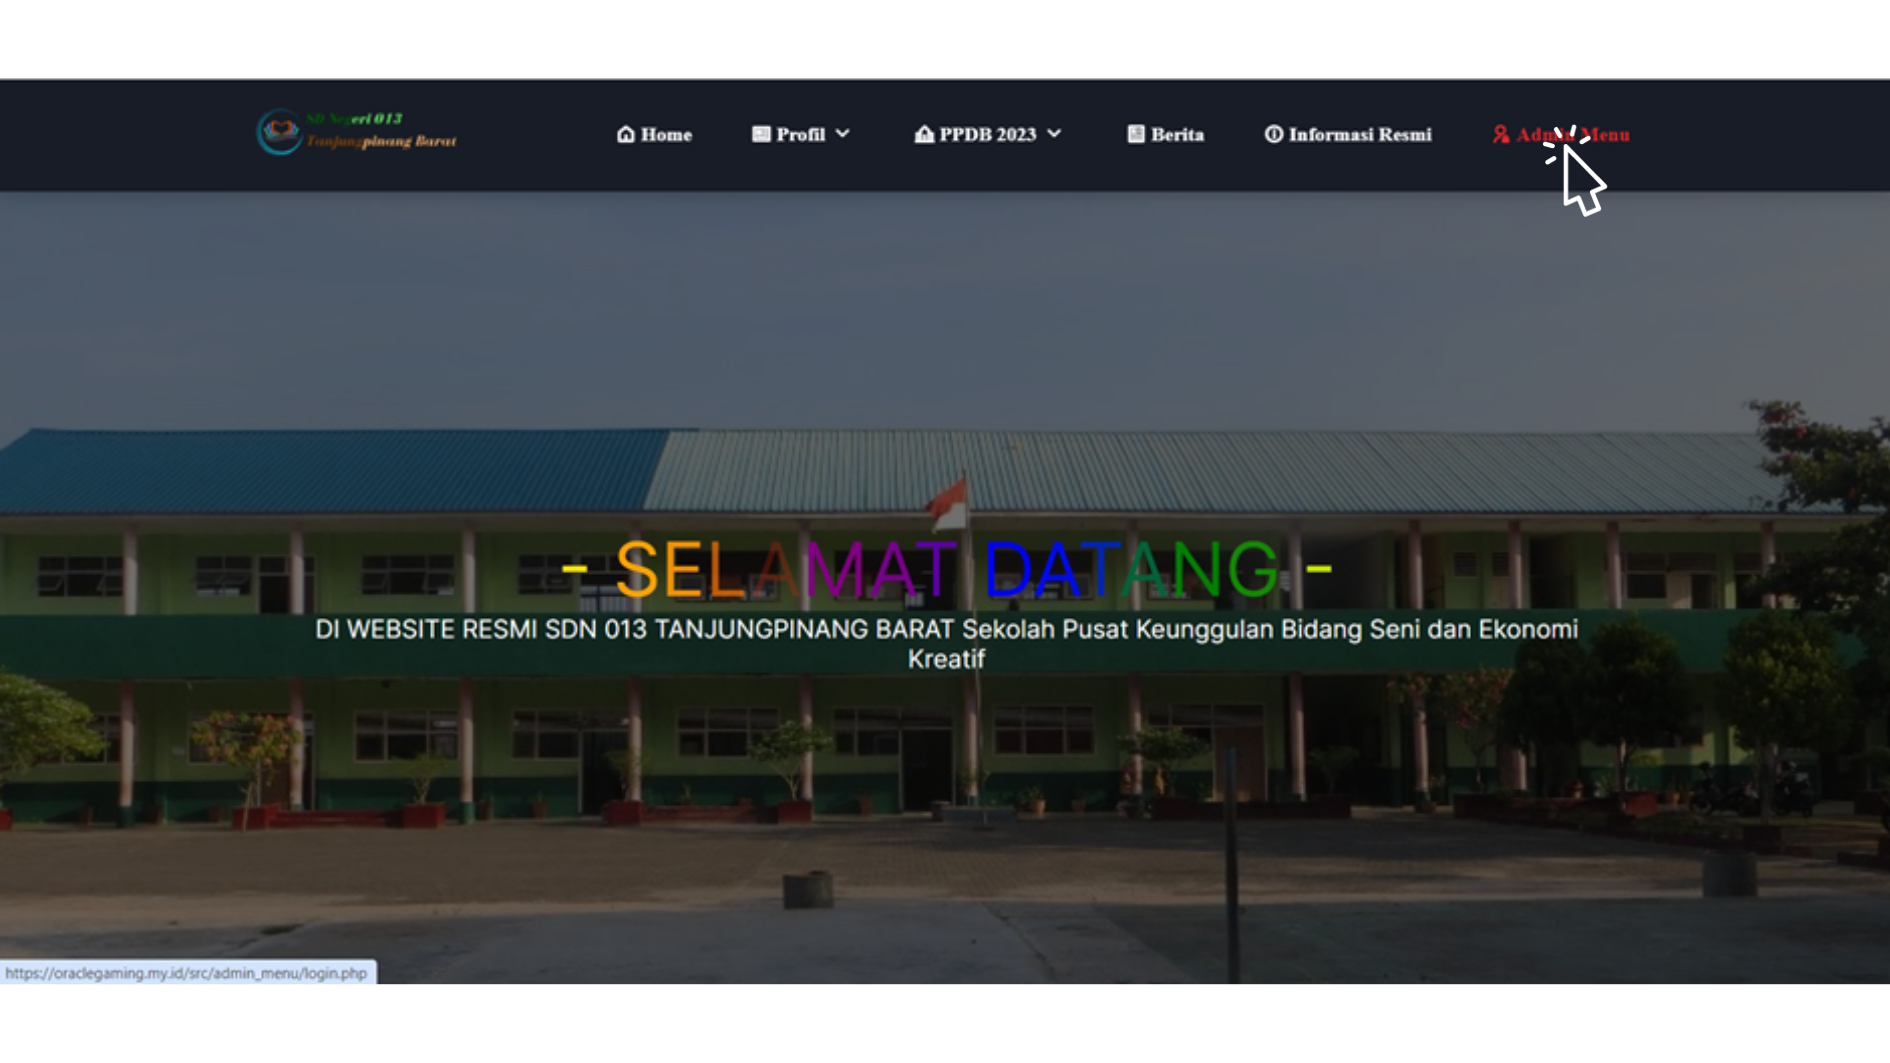 SD Negeri 013
Tanjungpinang Barat
Home
Profil
PPDB 2023
Berita
Informasi Resmi
Admin Menu
- SELAMAT DATANG -
DI WEBSITE RESMI SDN 013 TANJUNGPINANG BARAT Sekolah Pusat Keunggulan Bidang Seni dan Ekonomi
Kreatif
https://oraclegaming.my.id/src/admin_menu/login.php